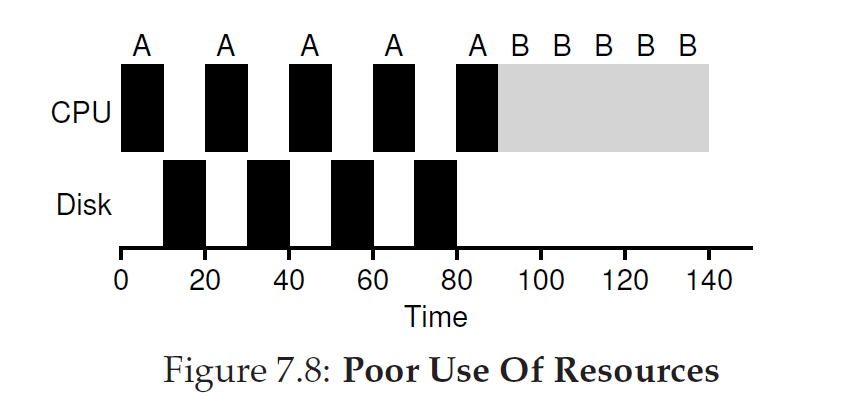 A A A A A B B B B B
CPU
Disk
0 20 40 60 80 100 120 140
Time
Figure 7.8: Poor Use Of Resources